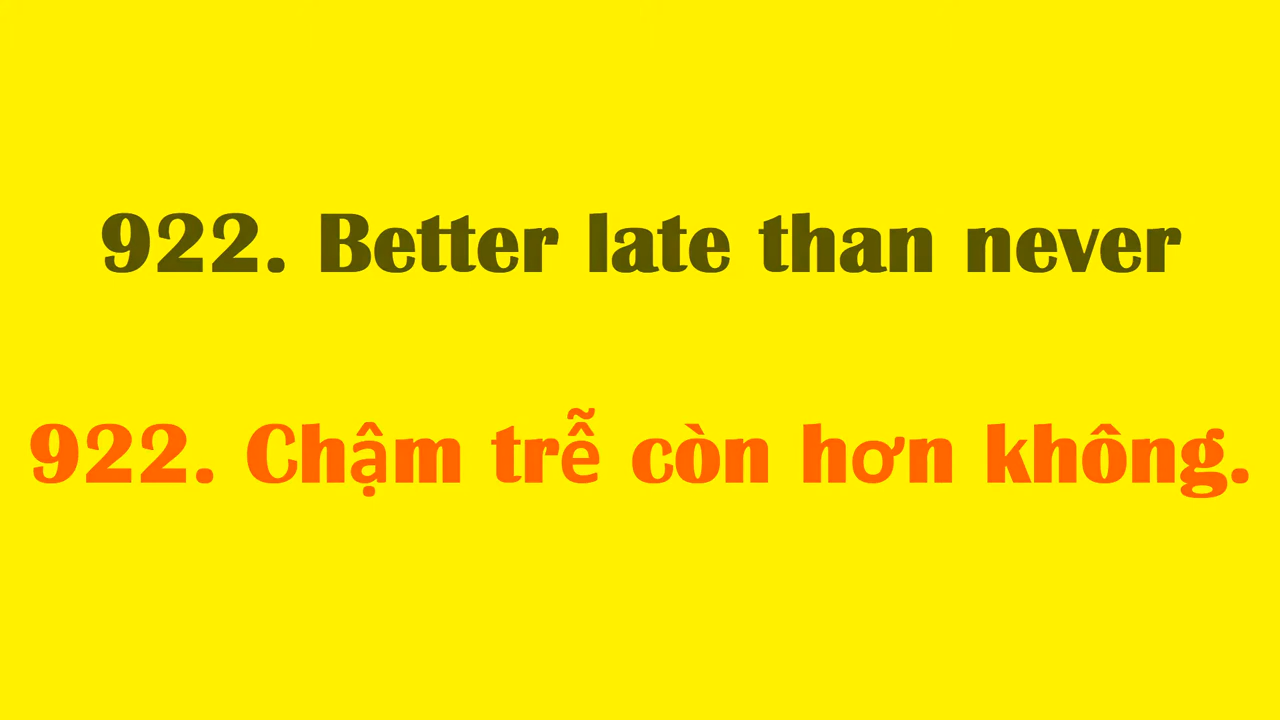 922. Better late than never
922. Chậm trễ còn hơn không.